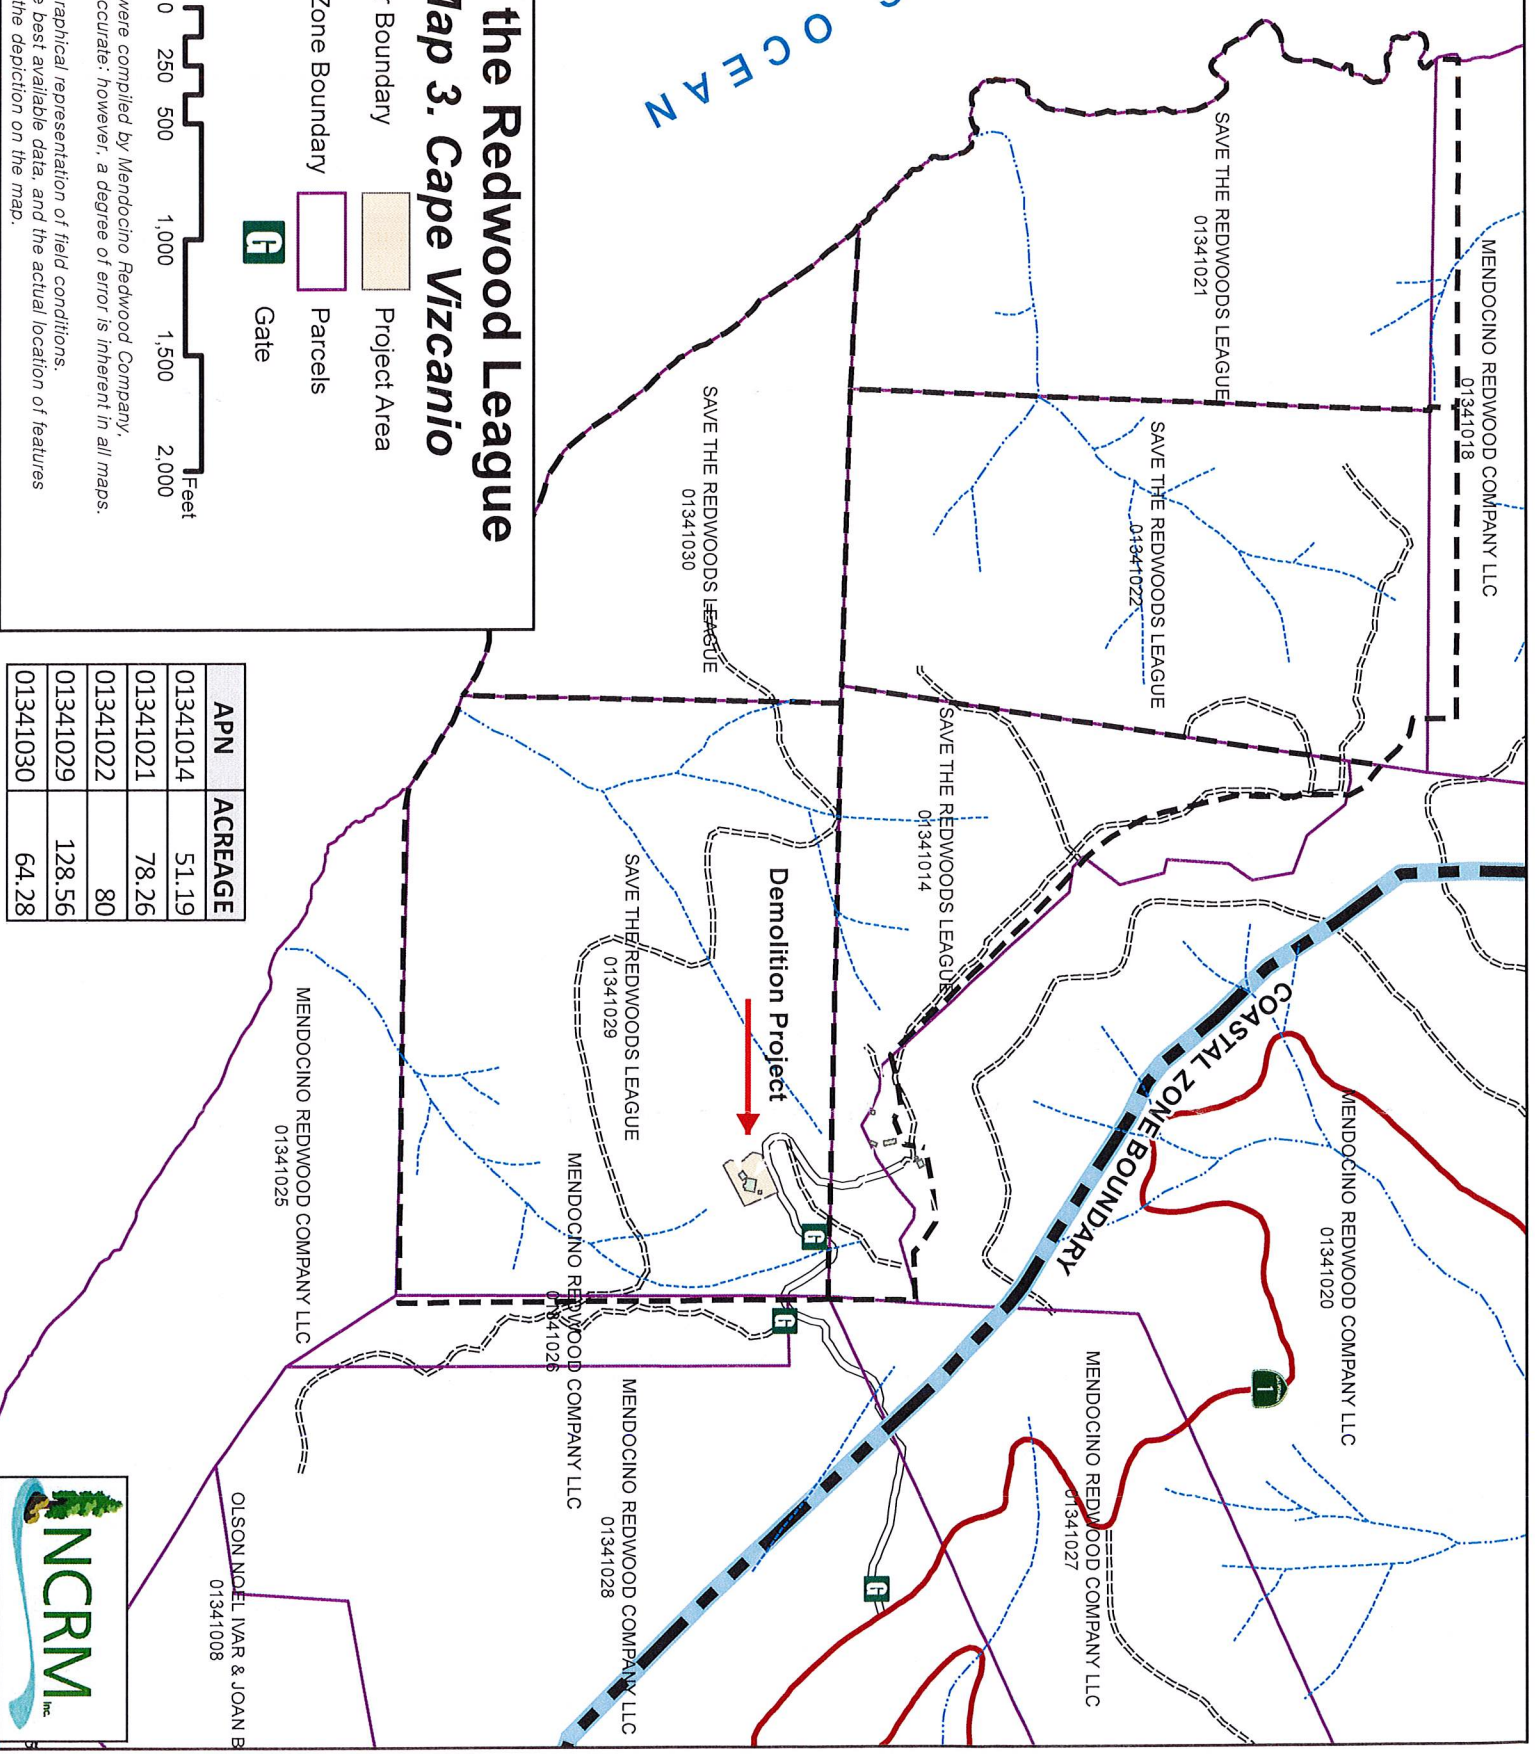 OCEAN
MENDOCINO REDWOOD COMPANY LLC
01341018
SAVE THE REDWOODS LEAGUE
01341021
SAVE THE REDWOODS LEAGUE
01341022
SAVE THE REDWOODS LEAGUE
01341014
SAVE THE REDWOODS LEAGUE
01341030
SAVE THE REDWOODS LEAGUE
01341029
Demolition Project
COASTAL ZONE BOUNDARY
MENDOCINO REDWOOD COMPANY LLC
01341020
1
MENDOCINO REDWOOD COMPANY LLC
01341027
MENDOCINO REDWOOD COMPANY LLC
01341028
MENDOCINO REDWOOD COMPANY LLC
01341026
MENDOCINO REDWOOD COMPANY LLC
01341025
OLSON NOEL IVAR & JOAN B
01341008
G
G
G
the Redwood League
Map 3. Cape Vizcanio
Boundary
Project Area
Zone Boundary
Parcels
G Gate
0 250 500 1,000 1,500 2,000
Feet
were compiled by Mendocino Redwood Company,
ccurate; however, a degree of error is inherent in all maps.
raphical representation of field conditions.
e best available data, and the actual location of features
the depiction on the map.
APN ACREAGE
01341014 51.19
01341021 78.26
01341022 80
01341029 128.56
01341030 64.28
NCRM Inc.